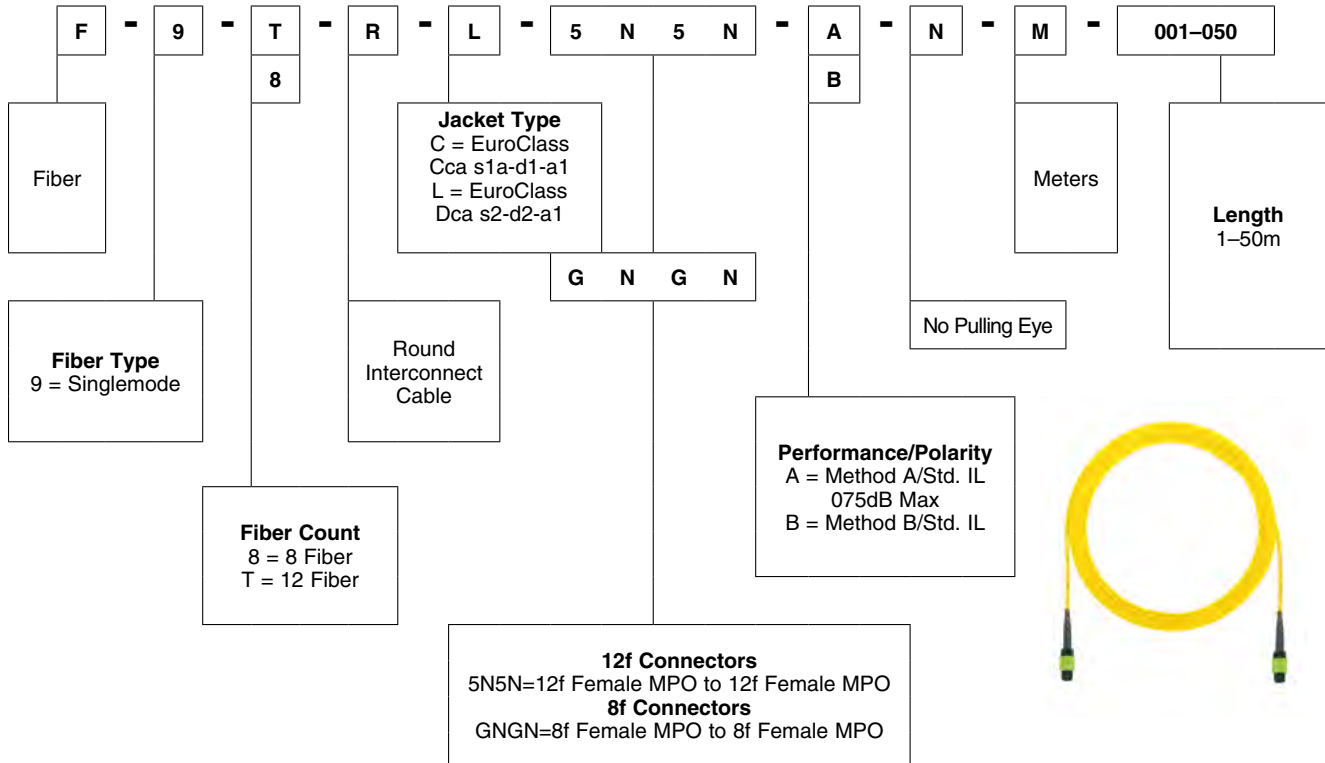 F - 9 - T - R - L - 5 N 5 N - A - N - M - 001–050
8
B
Fiber
Jacket Type
C = EuroClass
Cca s1a-d1-a1
L = EuroClass
Dca s2-d2-a1
Meters
Length
1–50m
G N G N
Fiber Type
9 = Singlemode
Round
Interconnect
Cable
No Pulling Eye
Performance/Polarity
A = Method A/Std. IL
075dB Max
B = Method B/Std. IL
Fiber Count
8 = 8 Fiber
T = 12 Fiber
12f Connectors
5N5N=12f Female MPO to 12f Female MPO
8f Connectors
GNGN=8f Female MPO to 8f Female MPO